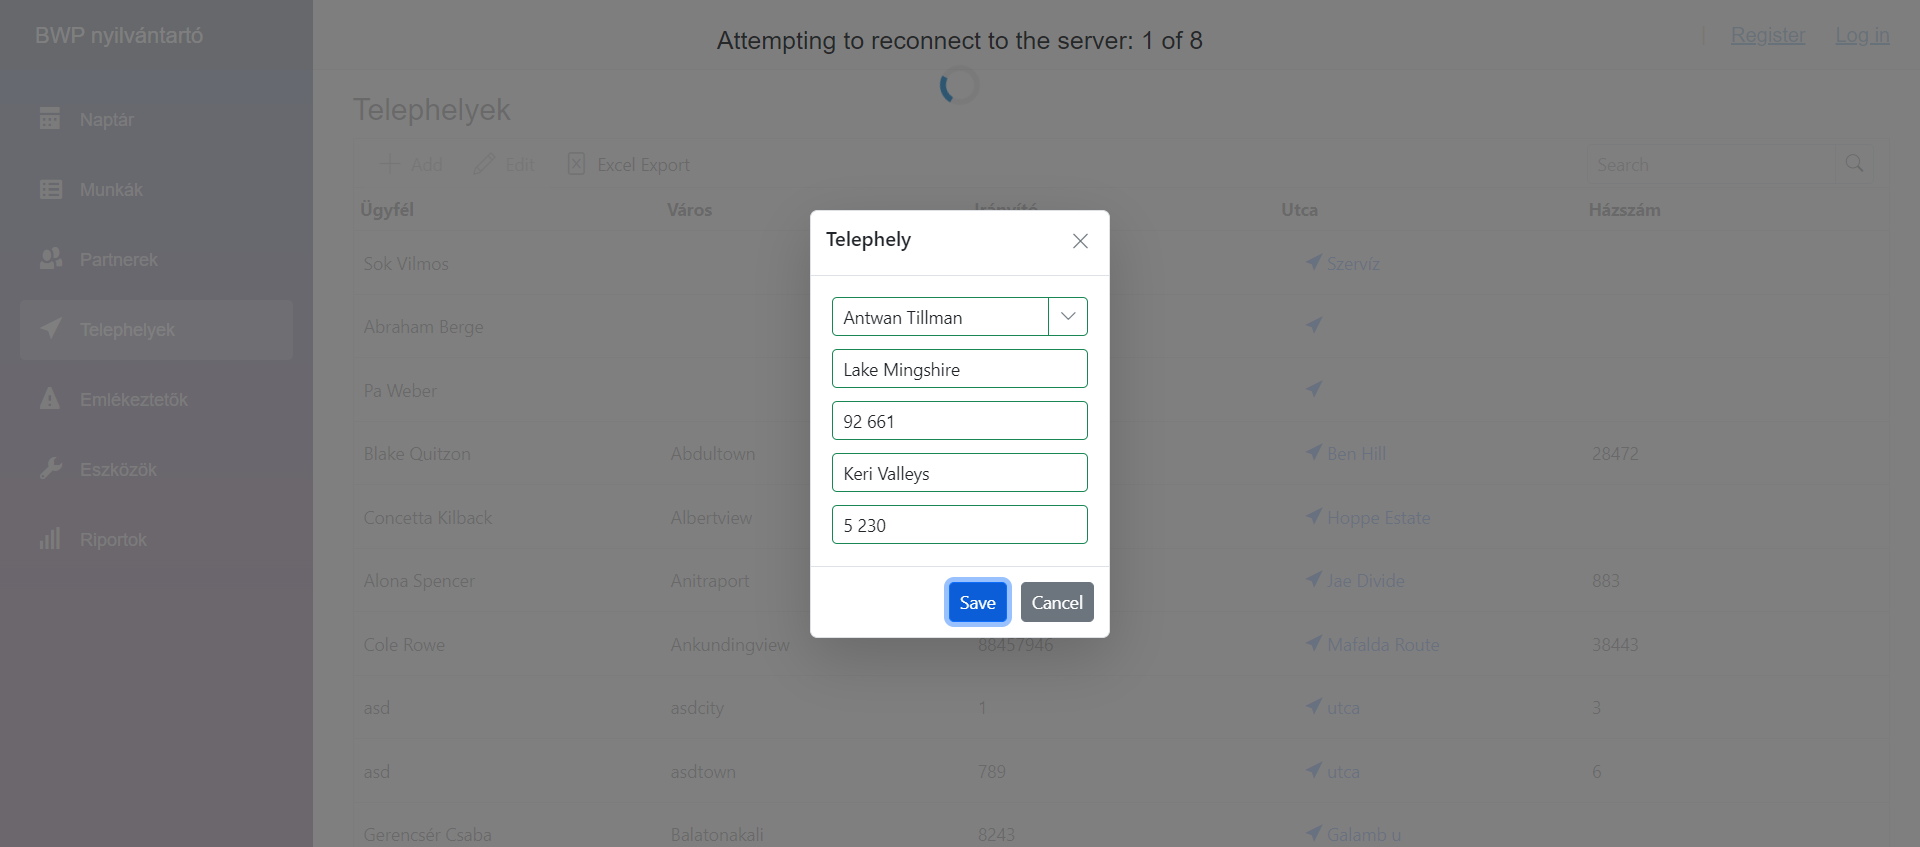 BWP nyilvántartó
Attempting to reconnect to the server: 1 of 8
Register
Log in
Naptár
Munkák
Partnerek
Telephelyek
Emlékeztetők
Eszközök
Riportok
Telephelyek
Add
Edit
Excel Export
Search
Ügyfél Város Irányító Utca Házszám
Sok Vilmos Szervíz
Abraham Berge
Pa Weber
Blake Quitzon Abdultown Ben Hill 28472
Concetta Kilback Albertview Hoppe Estate
Alona Spencer Anitraport Jae Divide 883
Cole Rowe Ankundingview 88457946 Mafalda Route 38443
asd asdcity 1 utca 3
asd asdtown 789 utca 6
Gerencsér Csaba Balatonakali 8243 Galamb u
Telephely
Antwan Tillman
Lake Mingshire
92 661
Keri Valleys
5 230
Save
Cancel